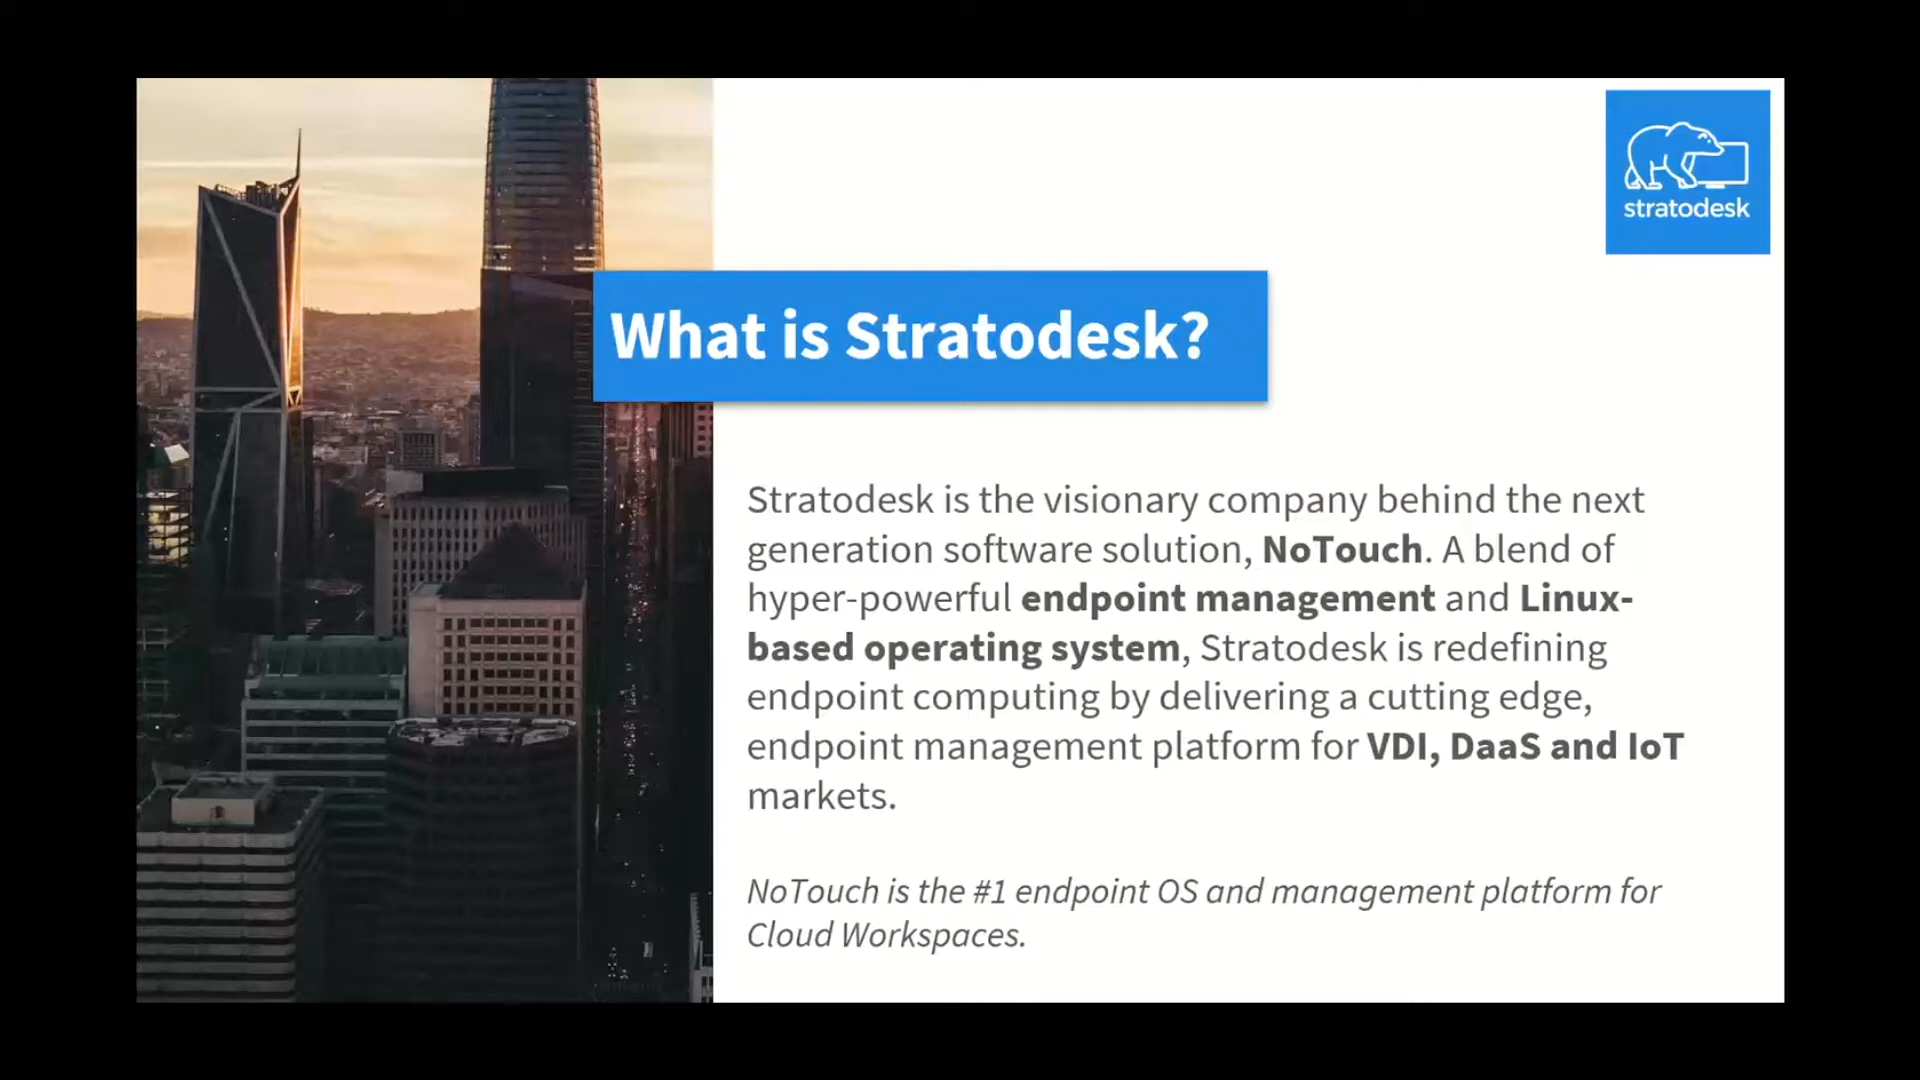 stratodesk
What is Stratodesk?
Stratodesk is the visionary company behind the next
generation software solution, NoTouch. A blend of
hyper-powerful endpoint management and Linux-
based operating system, Stratodesk is redefining
endpoint computing by delivering a cutting edge,
endpoint management platform for VDI, DaaS and IoT
markets.
NoTouch is the #1 endpoint OS and management platform for
Cloud Workspaces.